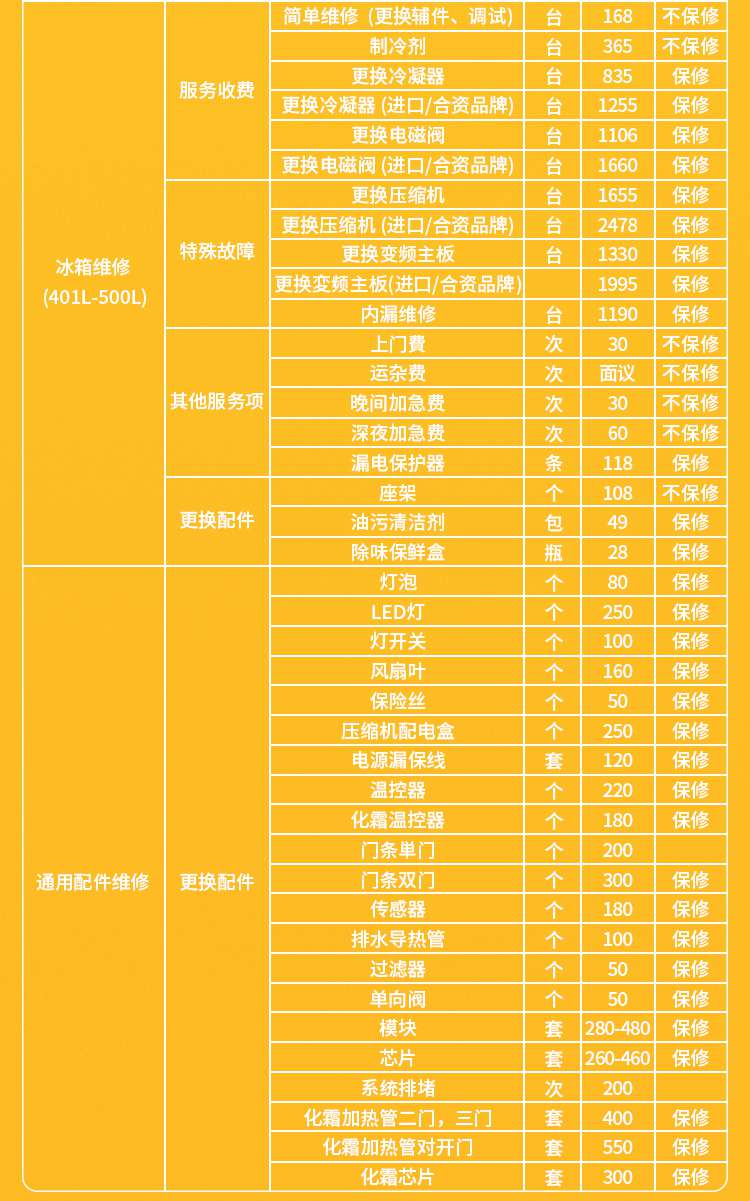 冰箱维修
(401L-500L)
服务收费
简单维修 (更换辅件、调试) 台 168 不保修
制冷剂 台 365 不保修
更换冷凝器 台 835 保修
更换冷凝器 (进口/合资品牌) 台 1255 保修
更换电磁阀 台 1106 保修
更换电磁阀 (进口/合资品牌) 台 1660 保修
特殊故障
更换压缩机 台 1655 保修
更换压缩机 (进口/合资品牌) 台 2478 保修
更换变频主板 台 1330 保修
更换变频主板(进口/合资品牌) 1995 保修
内漏维修 台 1190 保修
其他服务项
上门費 次 30 不保修
运杂费 次 面议 不保修
晚间加急费 次 30 不保修
深夜加急费 次 60 不保修
漏电保护器 条 118 保修
更换配件
座架 个 108 不保修
油污清洁剂 包 49 保修
除味保鲜盒 瓶 28 保修
通用配件维修
更换配件
灯泡 个 80 保修
LED灯 个 250 保修
灯开关 个 100 保修
风扇叶 个 160 保修
保险丝 个 50 保修
压缩机配电盒 个 250 保修
电源漏保线 套 120 保修
温控器 个 220 保修
化霜温控器 个 180 保修
门条単门 个 200
门条双门 个 300 保修
传感器 个 180 保修
排水导热管 个 100 保修
过滤器 个 50 保修
单向阀 个 50 保修
模块 套 280-480 保修
芯片 套 260-460 保修
系统排堵 次 200
化霜加热管二门，三门 套 400 保修
化霜加热管对开门 套 550 保修
化霜芯片 套 300 保修